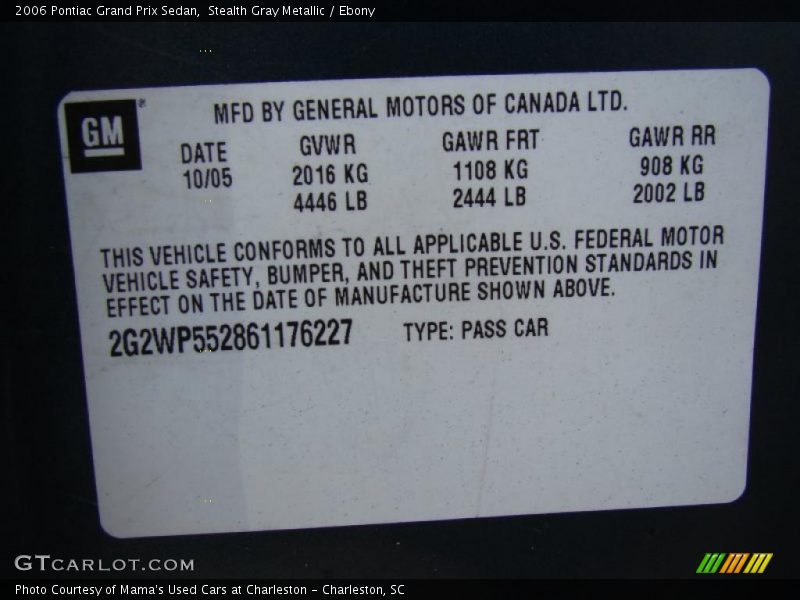 2006 Pontiac Grand Prix Sedan,  Stealth Gray Metallic / Ebony
GM ®
MFD BY GENERAL MOTORS OF CANADA LTD.
DATE GVWR GAWR FRT GAWR RR
10/05 2016 KG 1108 KG 908 KG
4446 LB 2444 LB 2002 LB
THIS VEHICLE CONFORMS TO ALL APPLICABLE U.S. FEDERAL MOTOR
VEHICLE SAFETY, BUMPER, AND THEFT PREVENTION STANDARDS IN
EFFECT ON THE DATE OF MANUFACTURE SHOWN ABOVE.
2G2WP552861176227 TYPE: PASS CAR
GTCARLOT.COM
Photo Courtesy of Mama's Used Cars at Charleston - Charleston, SC